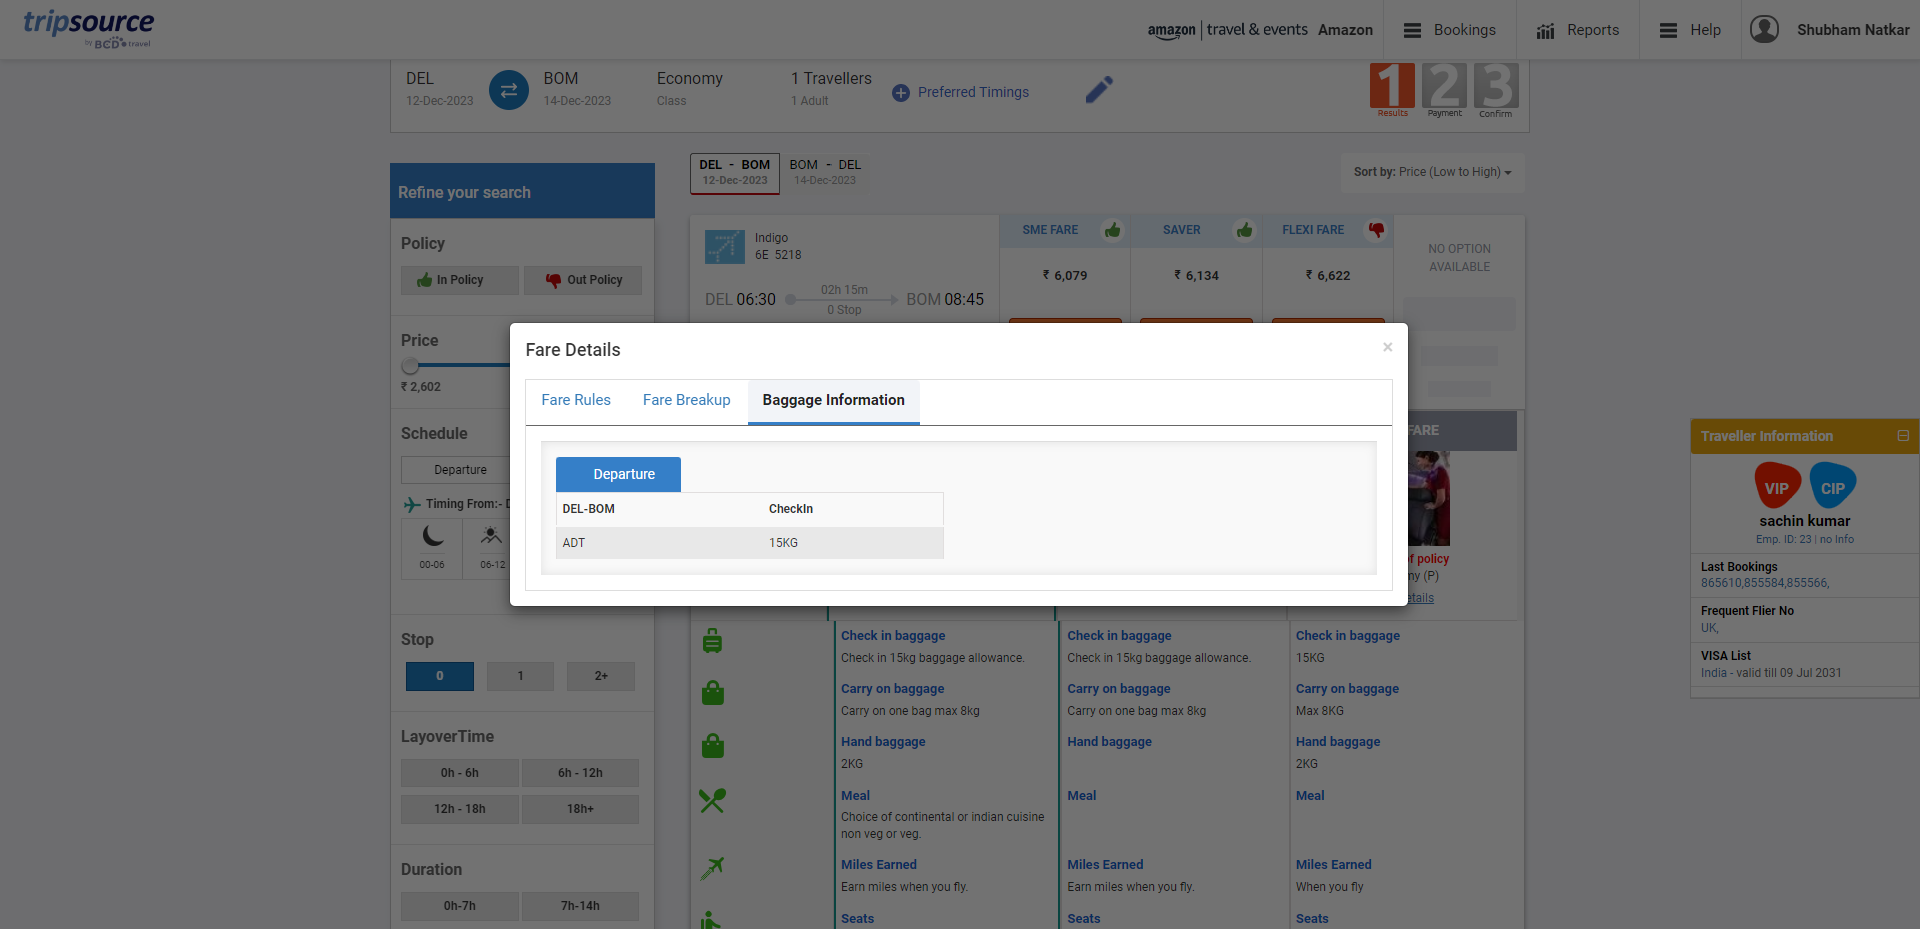 tripsource
by BCD travel
amazon | travel & events Amazon
Bookings
Reports
Help
Shubham Natkar
DEL
12-Dec-2023
BOM
14-Dec-2023
Economy
Class
1 Travellers
1 Adult
Preferred Timings
1 2 3
Results Payment Confirm
Refine your search
Policy
In Policy
Out Policy
Price
₹ 2,602
Schedule
Departure
Timing From:-
00-06
06-12
Stop
0
1
2+
LayoverTime
0h - 6h
6h - 12h
12h - 18h
18h+
Duration
0h-7h
7h-14h
DEL - BOM
12-Dec-2023
BOM - DEL
14-Dec-2023
Sort by: Price (Low to High)
Indigo
6E 5218
DEL 06:30
02h 15m
0 Stop
BOM 08:45
SME FARE
₹ 6,079
SAVER
₹ 6,134
FLEXI FARE
₹ 6,622
NO OPTION
AVAILABLE
Fare Details
×
Fare Rules
Fare Breakup
Baggage Information
Departure
DEL-BOM CheckIn
ADT 15KG
FARE
f policy
ny (P)
etails
Check in baggage
Check in 15kg baggage allowance.
Check in baggage
Check in 15kg baggage allowance.
Check in baggage
15KG
Carry on baggage
Carry on one bag max 8kg
Carry on baggage
Carry on one bag max 8kg
Carry on baggage
Max 8KG
Hand baggage
2KG
Hand baggage
Hand baggage
2KG
Meal
Choice of continental or indian cuisine
non veg or veg.
Meal
Meal
Miles Earned
Earn miles when you fly.
Miles Earned
Earn miles when you fly.
Miles Earned
When you fly
Seats
Seats
Seats
Traveller Information
VIP
CIP
sachin kumar
Emp. ID: 23 | no Info
Last Bookings
865610,855584,855566,
Frequent Flier No
UK,
VISA List
India - valid till 09 Jul 2031